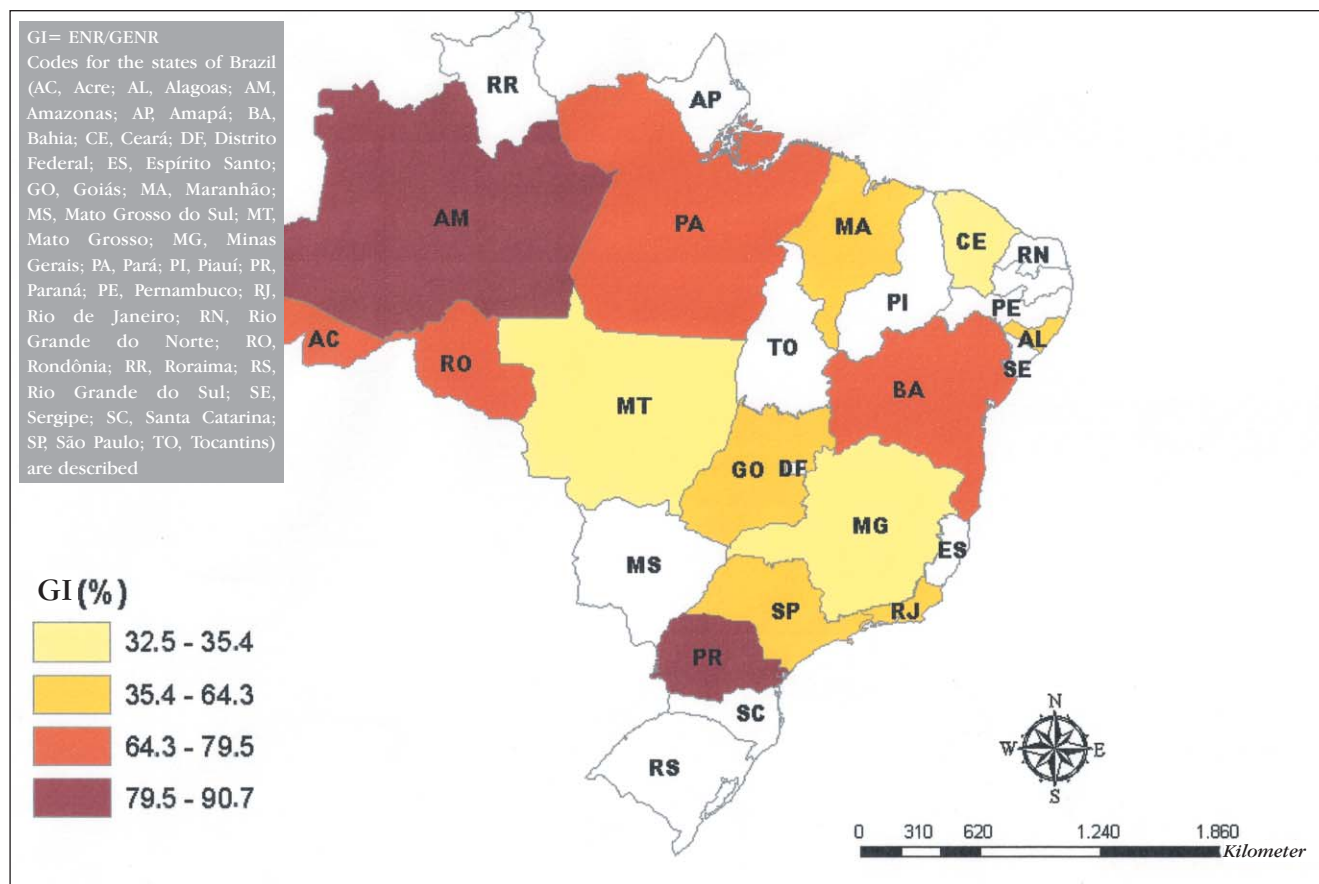 GI= ENR/GENR
Codes for the states of Brazil
(AC, Acre; AL, Alagoas; AM,
Amazonas; AP, Amapá; BA,
Bahia; CE, Ceará; DF, Distrito
Federal; ES, Espírito Santo;
GO, Goiás; MA, Maranhão;
MS, Mato Grosso do Sul; MT,
Mato Grosso; MG, Minas
Gerais; PA, Pará; PI, Piauí; PR,
Paraná; PE, Pernambuco; RJ,
Rio de Janeiro; RN, Rio
Grande do Norte; RO,
Rondônia; RR, Roraima; RS,
Rio Grande do Sul; SE,
Sergipe; SC, Santa Catarina;
SP, São Paulo; TO, Tocantins)
are described
RR
AP
AM
PA
MA
CE
RN
PI
PE
AL
SE
AC
RO
TO
BA
MT
GO DF
MG
ES
MS
SP
RJ
PR
SC
RS
GI (%)
32.5 - 35.4
35.4 - 64.3
64.3 - 79.5
79.5 - 90.7
N
W E
S
0 310 620 1.240 1.860
Kilometer